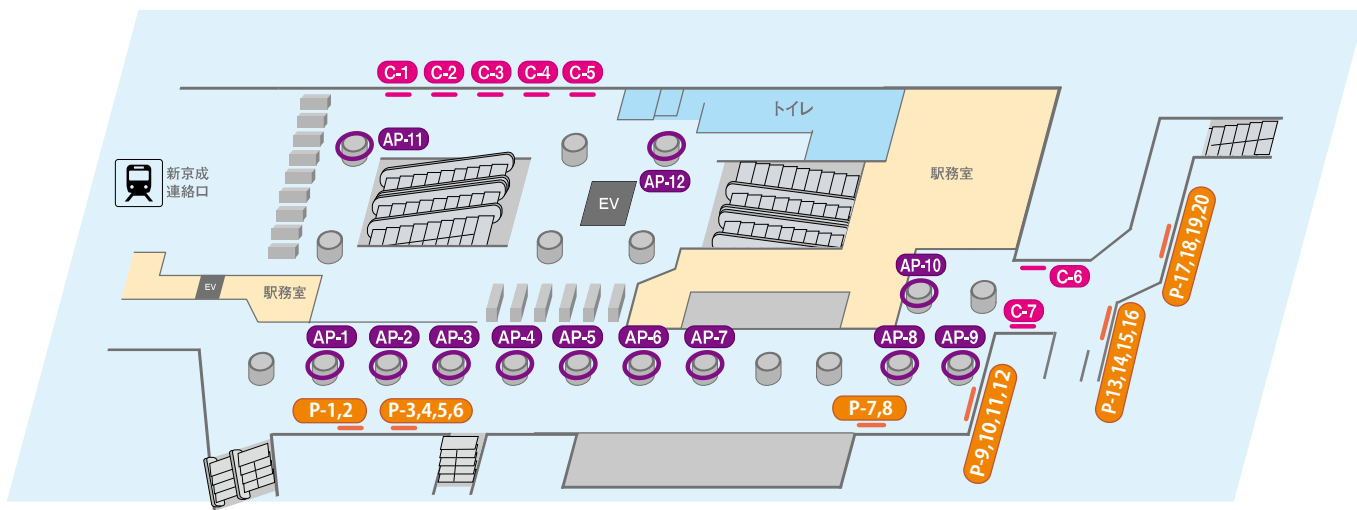 C-1
C-2
C-3
C-4
C-5
トイレ
AP-11
AP-12
新京成
連絡口
EV
駅務室
P-17,18,19,20
AP-10
C-6
EV
駅務室
C-7
P-13,14,15,16
AP-1
AP-2
AP-3
AP-4
AP-5
AP-6
AP-7
AP-8
AP-9
P-1,2
P-3,4,5,6
P-7,8
P-9,10,11,12